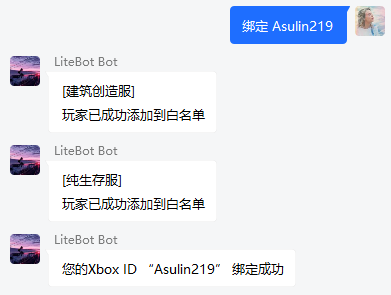 绑定 Asulin219
LiteBot Bot
[建筑创造服]
玩家已成功添加到白名单
LiteBot Bot
[纯生存服]
玩家已成功添加到白名单
LiteBot Bot
您的Xbox ID “Asulin219” 绑定成功